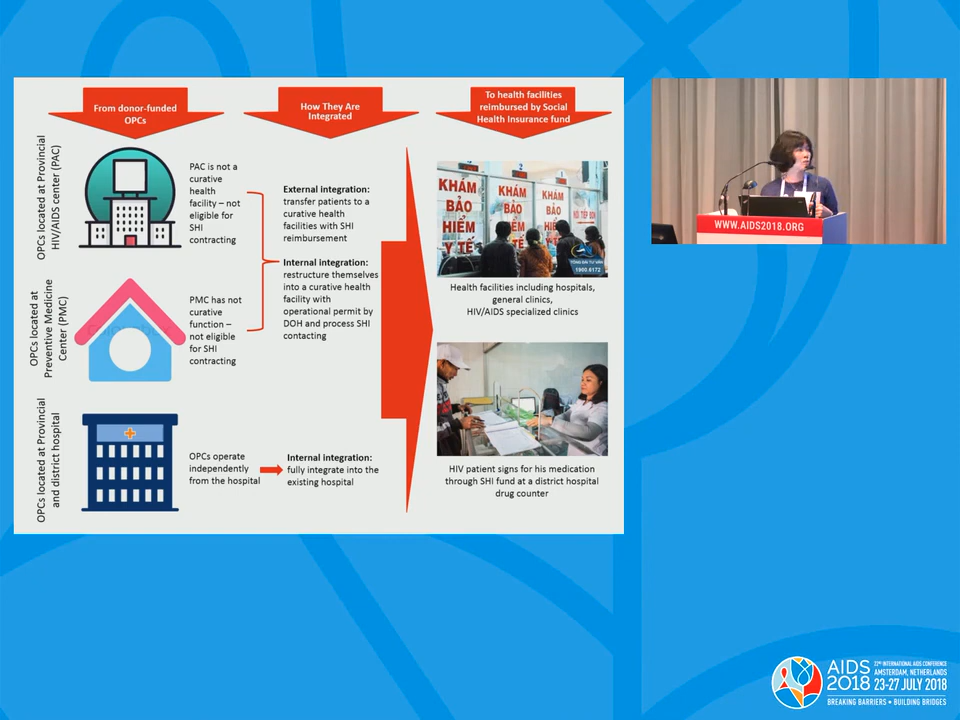 From donor-funded
OPCs
How They Are
Integrated
To health facilities
reimbursed by Social
Health Insurance fund
OPCs located at Provincial
HIV/AIDS center (PAC)
PAC is not a
curative
health
facility – not
eligible for
SHI
contracting
External integration:
transfer patients to a
curative health
facilities with SHI
reimbursement
Internal integration:
restructure themselves
into a curative health
facility with
operational permit by
DOH and process SHI
contacting
OPCs located at
Preventive Medicine
Center (PMC)
PMC has not
curative
function –
not eligible
for SHI
contracting
OPCs located at Provincial
and district hospital
OPCs operate
independently
from the hospital
Internal integration:
fully integrate into the
existing hospital
KHÁM
BẢO
HIỂM
Y TẾ
KHÁM
BẢO
HIỂM
Y TẾ
KHÁM
BẢO
HIỂM
Y TẾ
TỔNG ĐÀI TƯ VẤN
1900.6172
Health facilities including hospitals,
general clinics,
HIV/AIDS specialized clinics
HIV patient signs for his medication
through SHI fund at a district hospital
drug counter
WWW.AIDS2018.ORG
AIDS
2018
22ND INTERNATIONAL AIDS CONFERENCE
AMSTERDAM, NETHERLANDS
23-27 JULY 2018
BREAKING BARRIERS • BUILDING BRIDGES